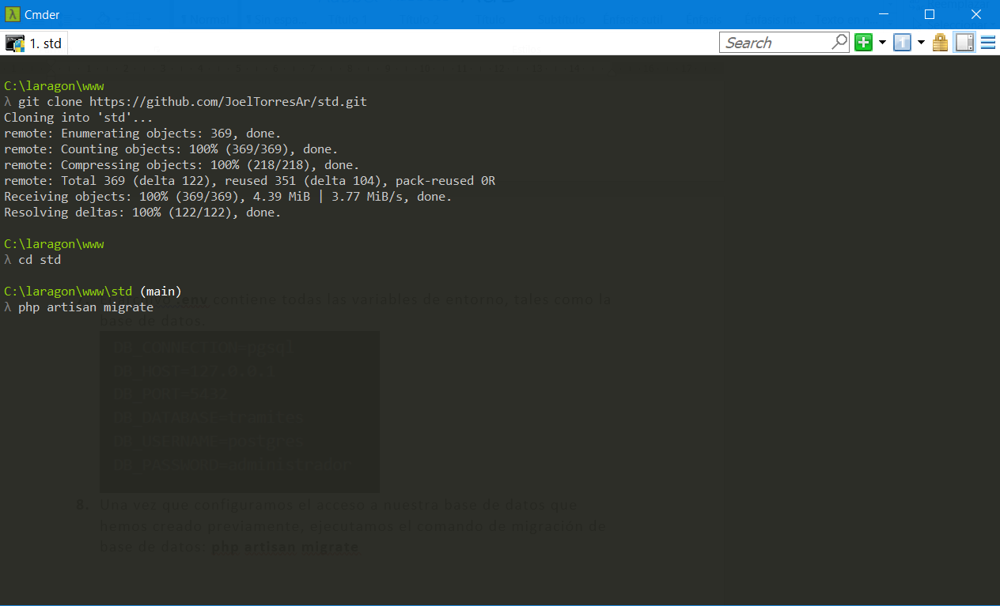 Cmder
1. std
Search
C:\laragon\www
λ git clone https://github.com/JoelTorresAr/std.git
Cloning into 'std'...
remote: Enumerating objects: 369, done.
remote: Counting objects: 100% (369/369), done.
remote: Compressing objects: 100% (218/218), done.
remote: Total 369 (delta 122), reused 351 (delta 104), pack-reused 0R
Receiving objects: 100% (369/369), 4.39 MiB | 3.77 MiB/s, done.
Resolving deltas: 100% (122/122), done.
C:\laragon\www
λ cd std
C:\laragon\www\std (main)
λ php artisan migrate
.env contiene todas las variables de entorno, tales como la
base de datos.
DB_CONNECTION=pgsql
DB_HOST=127.0.0.1
DB_PORT=5432
DB_DATABASE=tramites
DB_USERNAME=postgres
DB_PASSWORD=administrador
8. Una vez que configuramos el acceso a nuestra base de datos que
hemos creado previamente, ejecutamos el comando de migración de
base de datos: php artisan migrate